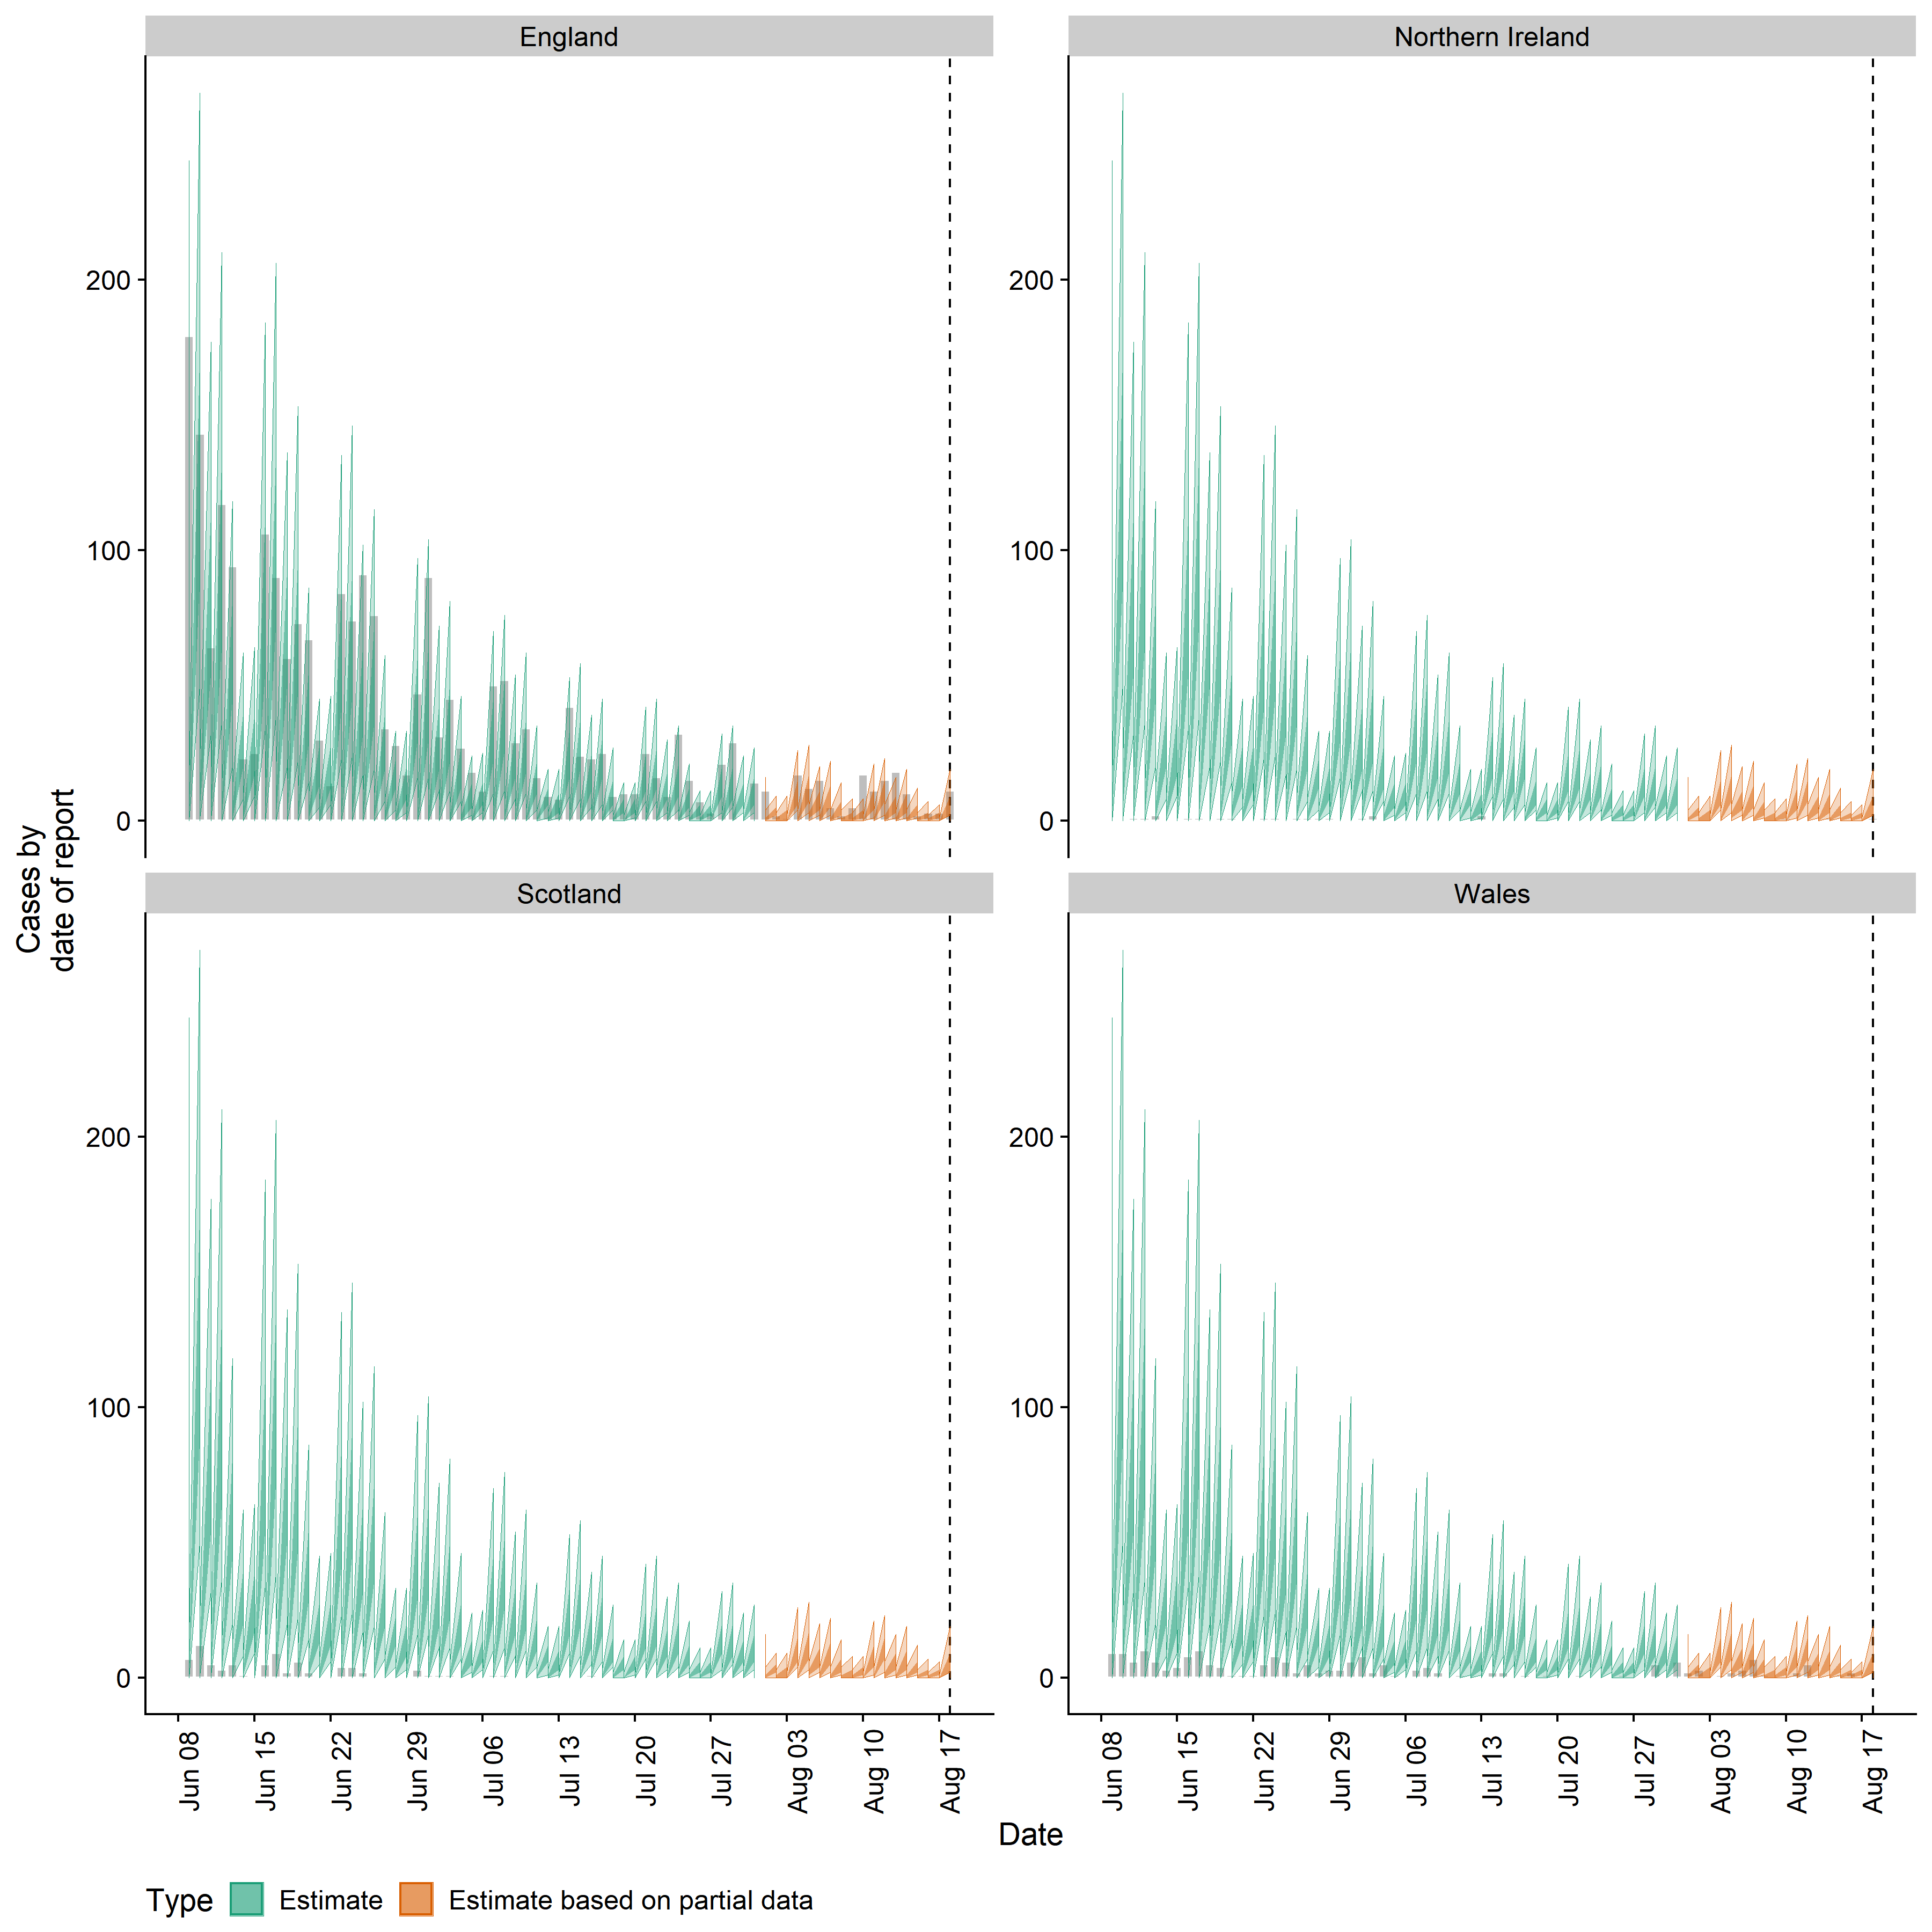 England
Northern Ireland
200
100
0
200
100
0
Cases by
date of report
Scotland
Wales
200
100
0
200
100
0
Jun 08
Jun 15
Jun 22
Jun 29
Jul 06
Jul 13
Jul 20
Jul 27
Aug 03
Aug 10
Aug 17
Jun 08
Jun 15
Jun 22
Jun 29
Jul 06
Jul 13
Jul 20
Jul 27
Aug 03
Aug 10
Aug 17
Date
Type Estimate Estimate based on partial data